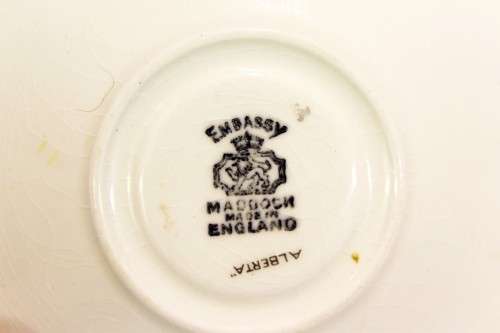 EMBASSY
MADDOCK
MADE IN
ENGLAND
"ALBERTA"